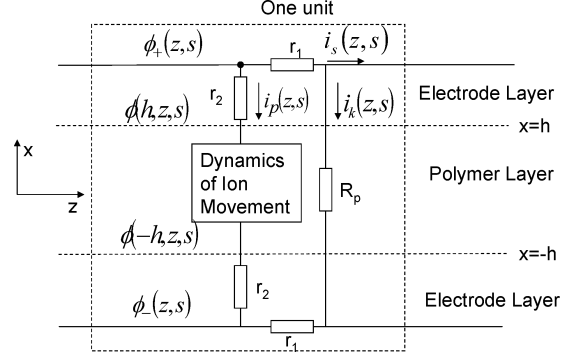 One unit
ϕ₊(z,s)
r₁
iₛ(z,s)
r₂
iₚ(z,s)
iₖ(z,s)
Electrode Layer
ϕ(h,z,s)
x=h
x
z
Dynamics
of Ion
Movement
Rₚ
Polymer Layer
ϕ(-h,z,s)
x=-h
r₂
ϕ₋(z,s)
Electrode Layer
r₁